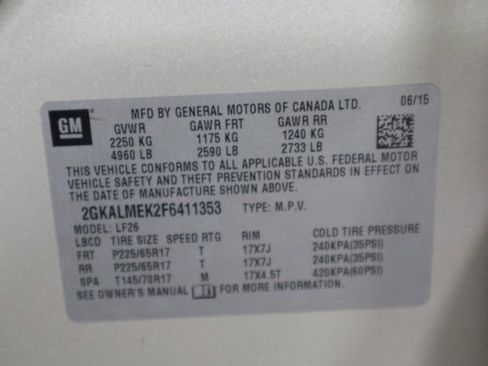 GM
MFD BY GENERAL MOTORS OF CANADA LTD. 06/15
GVWR GAWR FRT GAWR RR
2250 KG 1175 KG 1240 KG
4960 LB 2590 LB 2733 LB
THIS VEHICLE CONFORMS TO ALL APPLICABLE U.S. FEDERAL MOTOR
VEHICLE SAFETY AND THEFT PREVENTION STANDARDS IN EFFECT ON
THE DATE OF MANUFACTURE SHOWN ABOVE.
2GKALMEK2F6411353 TYPE: M.P.V.
MODEL: LF26
LBCD TIRE SIZE SPEED RTG RIM COLD TIRE PRESSURE
FRT P225/65R17 T 17X7J 240KPA(35PSI)
RR P225/65R17 T 17X7J 240KPA(35PSI)
SPA T145/70R17 M 17X4.5T 420KPA(60PSI)
SEE OWNER'S MANUAL FOR MORE INFORMATION.